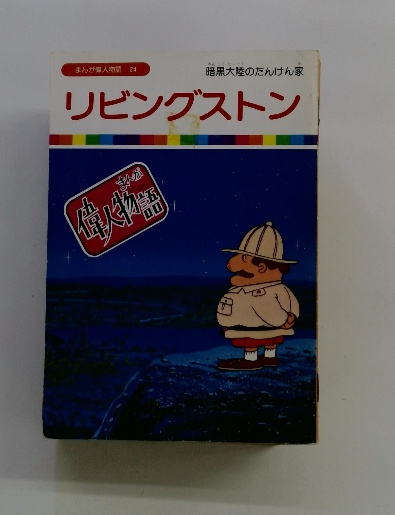 まんが偉人物語 24
暗黒大陸のたんけん家
リビングストン
まんが
偉人物語